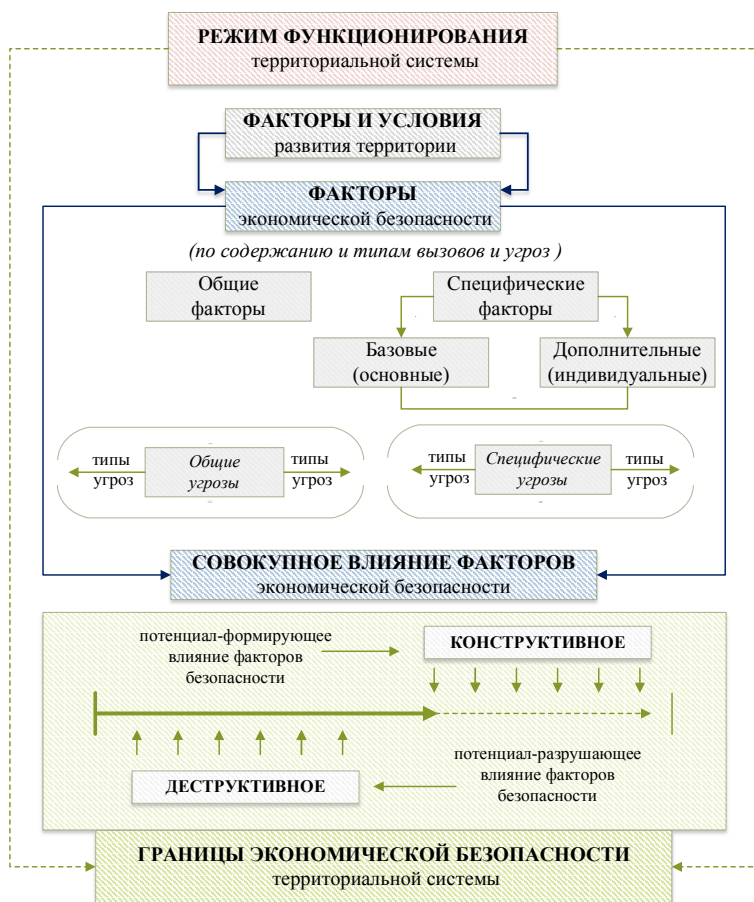 РЕЖИМ ФУНКЦИОНИРОВАНИЯ
территориальной системы
ФАКТОРЫ И УСЛОВИЯ
развития территории
ФАКТОРЫ
экономической безопасности
(по содержанию и типам вызовов и угроз )
Общие
факторы
Специфические
факторы
Базовые
(основные)
Дополнительные
(индивидуальные)
типы
угроз
Общие
угрозы
типы
угроз
типы
угроз
Специфические
угрозы
типы
угроз
СОВОКУПНОЕ ВЛИЯНИЕ ФАКТОРОВ
экономической безопасности
потенциал-формирующее
влияние факторов
безопасности
КОНСТРУКТИВНОЕ
ДЕСТРУКТИВНОЕ
потенциал-разрушающее
влияние факторов
безопасности
ГРАНИЦЫ ЭКОНОМИЧЕСКОЙ БЕЗОПАСНОСТИ
территориальной системы